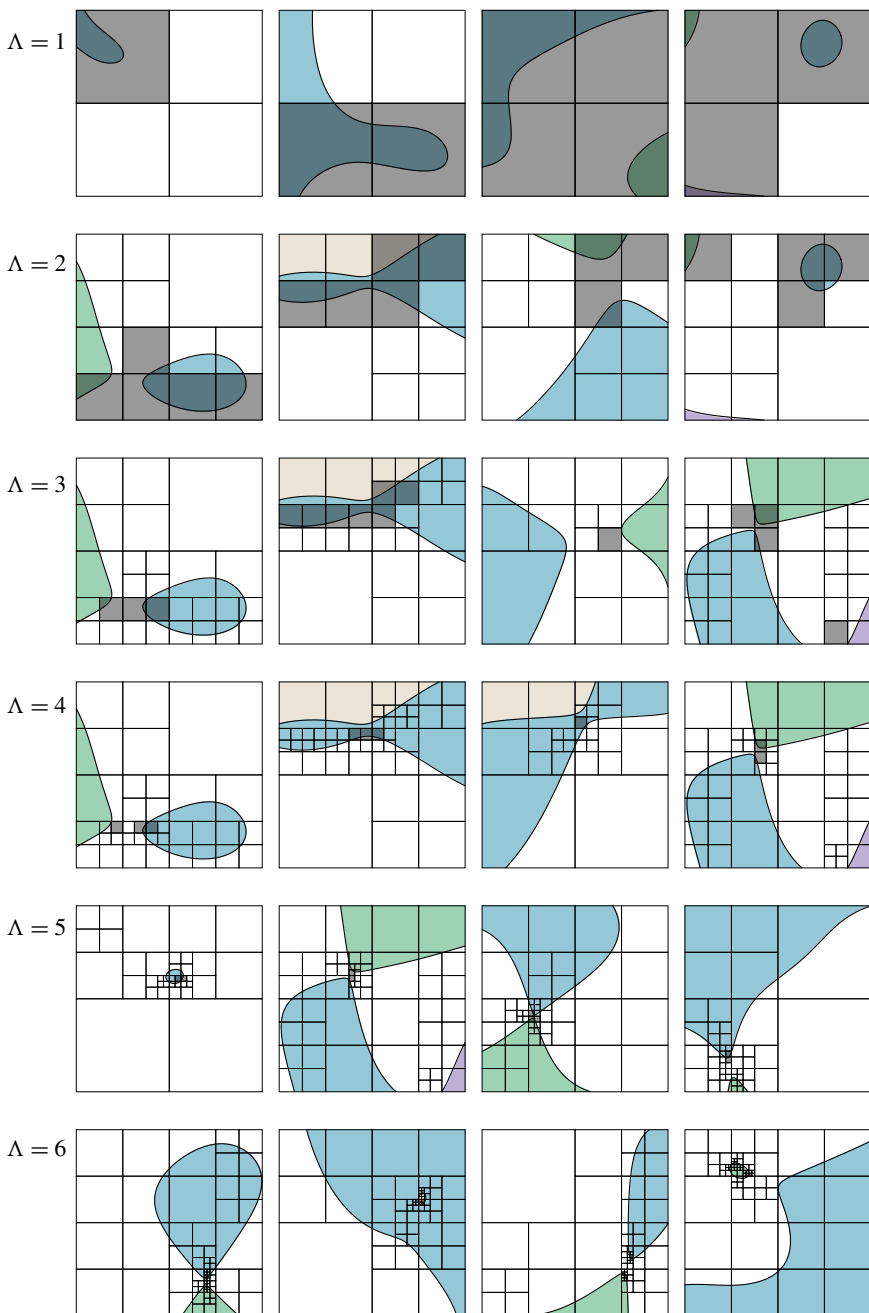 Λ = 1
Λ = 2
Λ = 3
Λ = 4
Λ = 5
Λ = 6